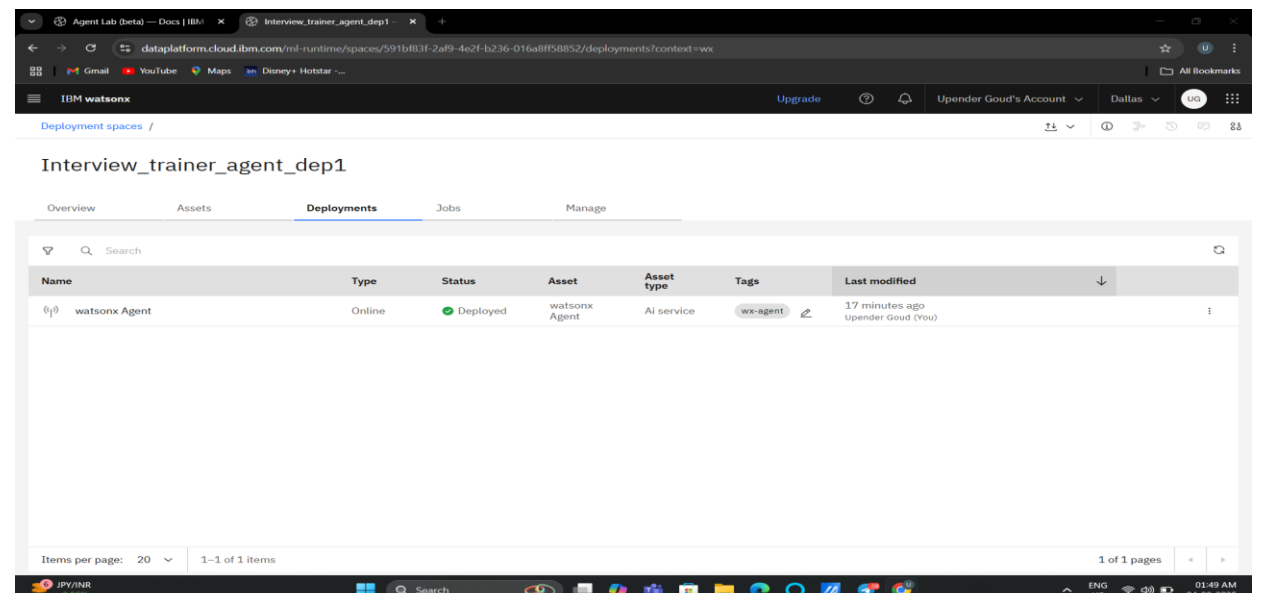 Agent Lab (beta) — Docs | IBM
Interview_trainer_agent_dep1 –
dataplatform.cloud.ibm.com/ml-runtime/spaces/591bf83f-2af9-4e2f-b236-016a8ff58852/deployments?context=wx
U
Gmail YouTube Maps Disney+ Hotstar -... All Bookmarks
IBM watsonx Upgrade Upender Goud's Account Dallas UG
Deployment spaces /
Interview_trainer_agent_dep1
Overview Assets Deployments Jobs Manage
Search
Name Type Status Asset Asset type Tags Last modified
watsonx Agent Online Deployed watsonx Agent Ai service wx-agent 17 minutes ago
Upender Goud (You)
Items per page: 20 1–1 of 1 items 1 of 1 pages
6 JPY/INR Search ENG 01:49 AM